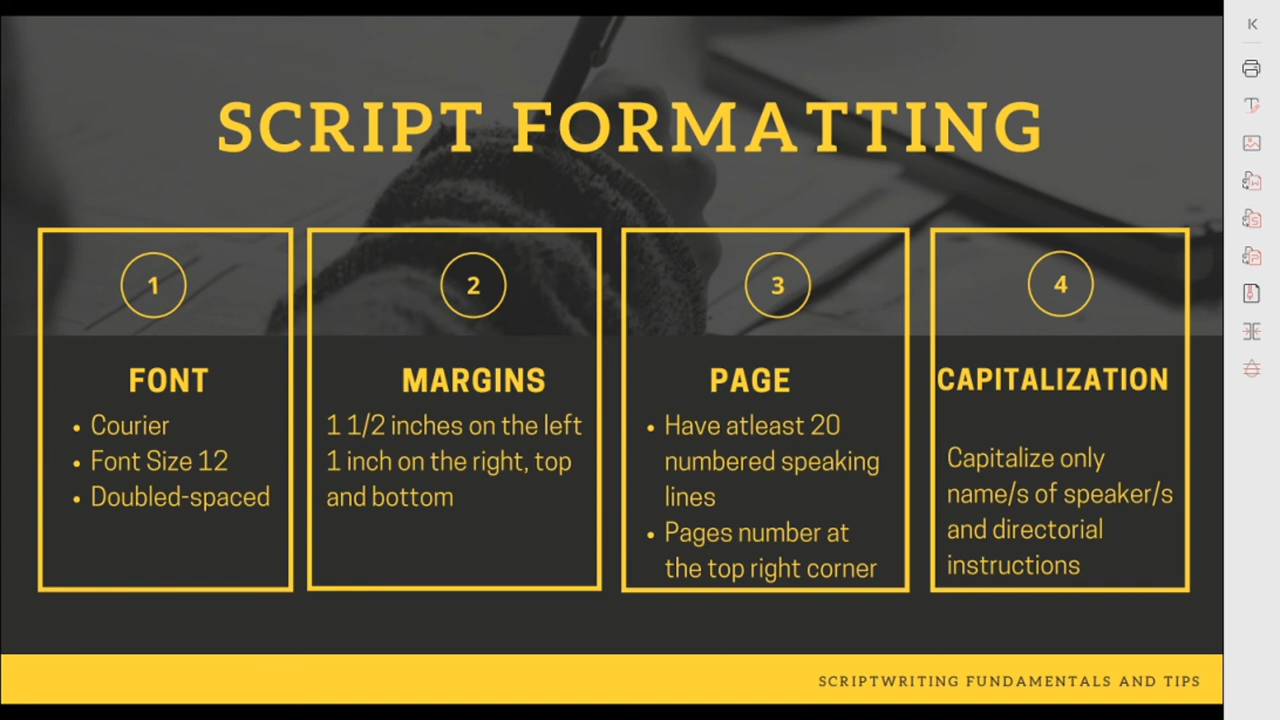 SCRIPT FORMATTING
1
FONT
• Courier
• Font Size 12
• Doubled-spaced
2
MARGINS
1 1/2 inches on the left
1 inch on the right, top
and bottom
3
PAGE
• Have atleast 20
numbered speaking
lines
• Pages number at
the top right corner
4
CAPITALIZATION
Capitalize only
name/s of speaker/s
and directorial
instructions
SCRIPTWRITING FUNDAMENTALS AND TIPS